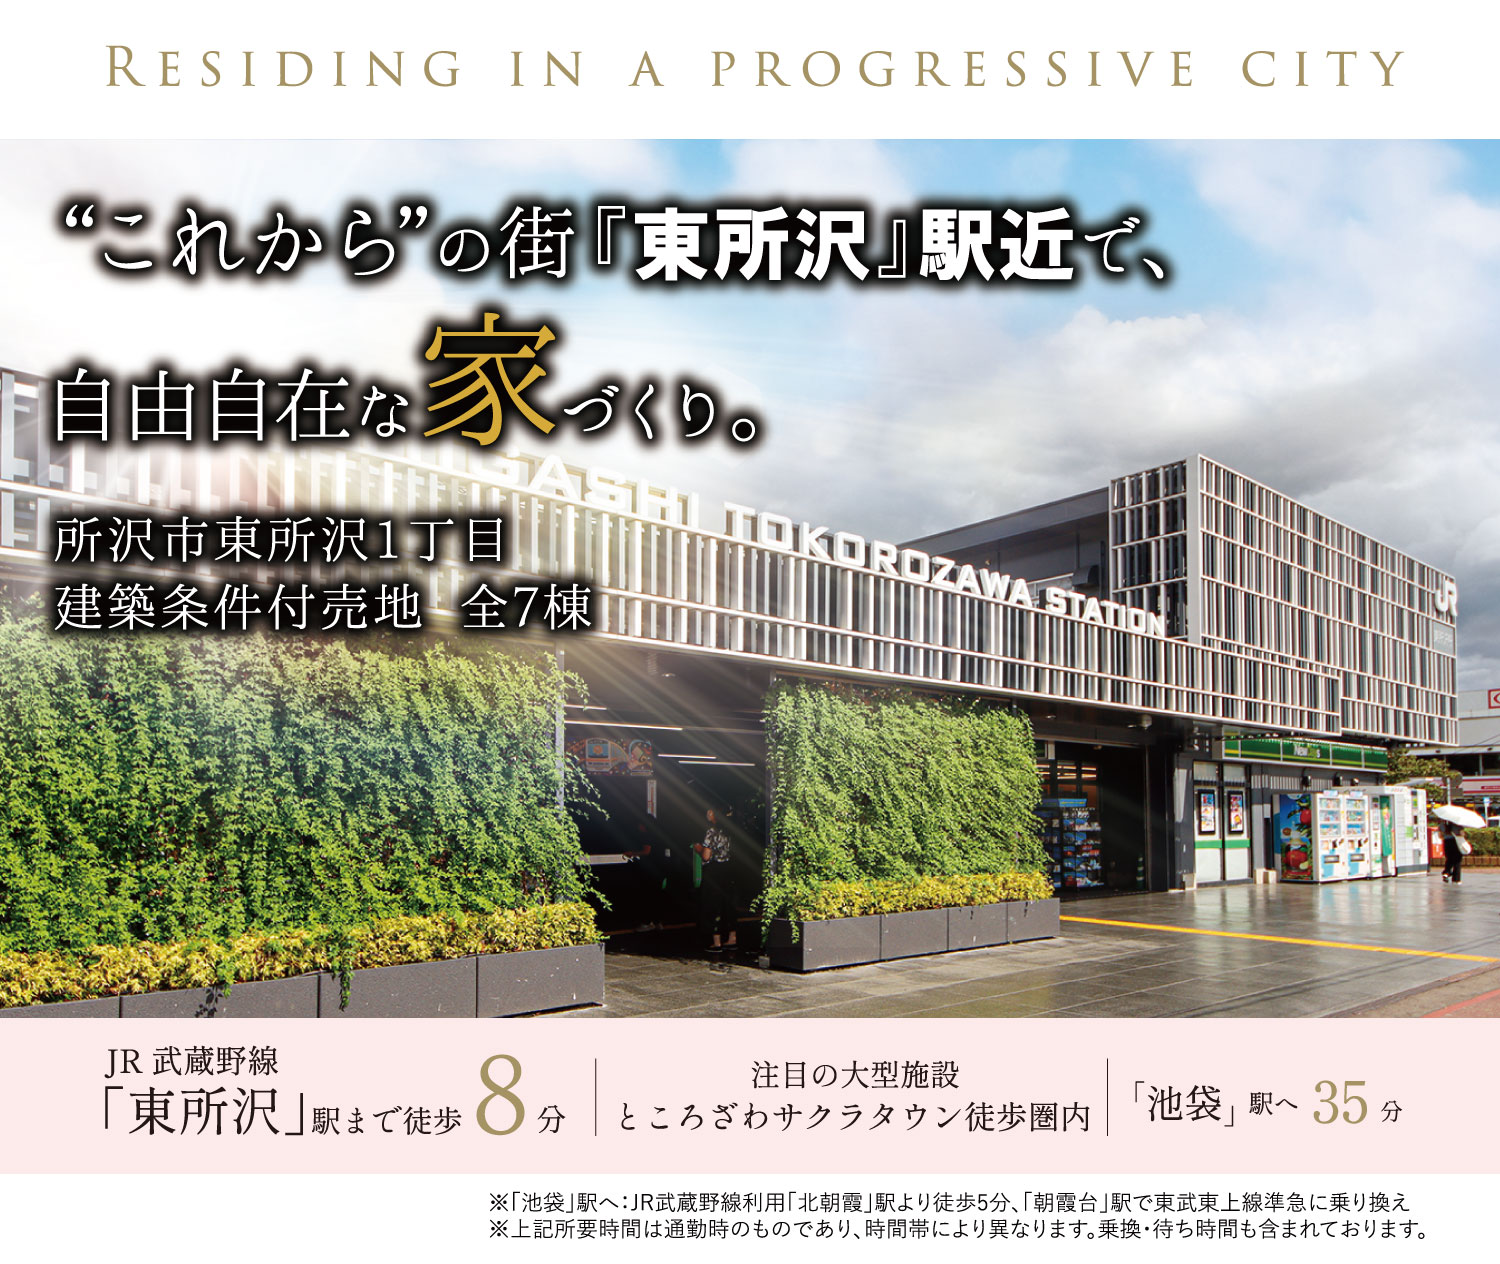 RESIDING IN A PROGRESSIVE CITY
“これから”の街『東所沢』駅近で、
自由自在な家づくり。
GASHI TOKOROZAWA STATION
JR
所沢市東所沢1丁目
建築条件付売地 全7棟
JR 武蔵野線
「東所沢」駅まで徒歩 8 分
注目の大型施設
ところざわサクラタウン徒歩圏内
「池袋」駅へ 35 分
※「池袋」駅へ：JR武蔵野線利用「北朝霞」駅より徒歩5分、「朝霞台」駅で東武東上線準急に乗り換え
※上記所要時間は通勤時のものであり、時間帯により異なります。乗換・待ち時間も含まれております。